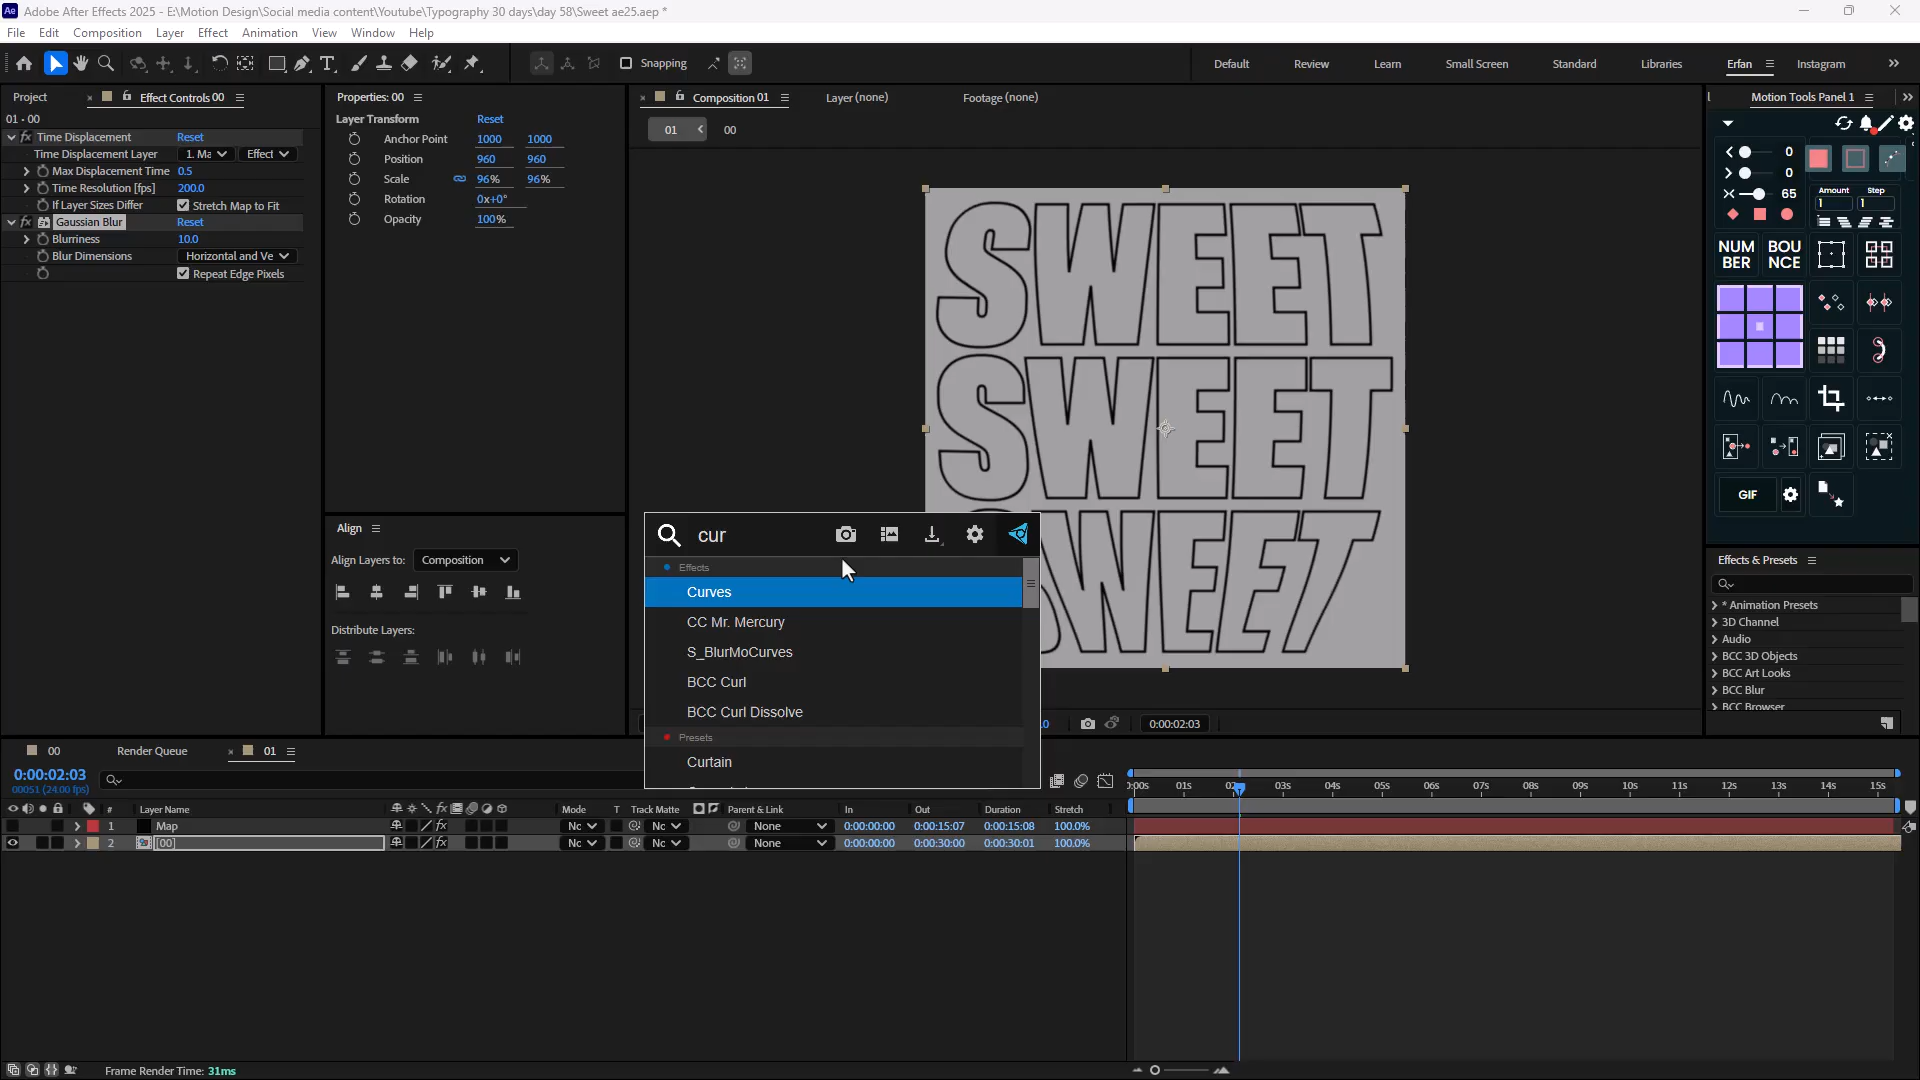 Adobe After Effects 2025 - E:\Motion Design\Social media content\Youtube\Typography 30 days\day 58\Sweet ae25.aep *
File Edit Composition Layer Effect Animation View Window Help
Snapping
Default Review Learn Small Screen Standard Libraries Erfan Instagram
Project Effect Controls 00
01 - 00
Time Displacement Reset
Time Displacement Layer 1. Ma Effect
Max Displacement Time 0.5
Time Resolution [fps] 200.0
If Layer Sizes Differ Stretch Map to Fit
Gaussian Blur Reset
Blurriness 10.0
Blur Dimensions Horizontal and Ve
Repeat Edge Pixels
Properties: 00
Layer Transform Reset
Anchor Point 1000 1000
Position 960 960
Scale 96% 96%
Rotation 0x+0°
Opacity 100%
Align
Align Layers to: Composition
Distribute Layers:
Composition 01 Layer (none) Footage (none)
01 00
SWEET
SWEET
SWEET
cur
Effects
Curves
CC Mr. Mercury
S_BlurMoCurves
BCC Curl
BCC Curl Dissolve
Presets
Curtain
0:00:02:03
Motion Tools Panel 1
0
0
65
Amount Step
1 1
NUM
BER
BOU
NCE
GIF
Effects & Presets
* Animation Presets
3D Channel
Audio
BCC 3D Objects
BCC Art Looks
BCC Blur
BCC Browser
00 Render Queue 01
0:00:02:03
00051 (24.00 fps)
# Layer Name Mode T Track Matte Parent & Link In Out Duration Stretch
1 Map Nc Nc None 0:00:00:00 0:00:15:07 0:00:15:08 100.0%
2 [00] Nc Nc None 0:00:00:00 0:00:30:00 0:00:30:01 100.0%
01s 03s 04s 05s 06s 07s 08s 09s 10s 11s 12s 13s 14s 15s
Frame Render Time: 31ms